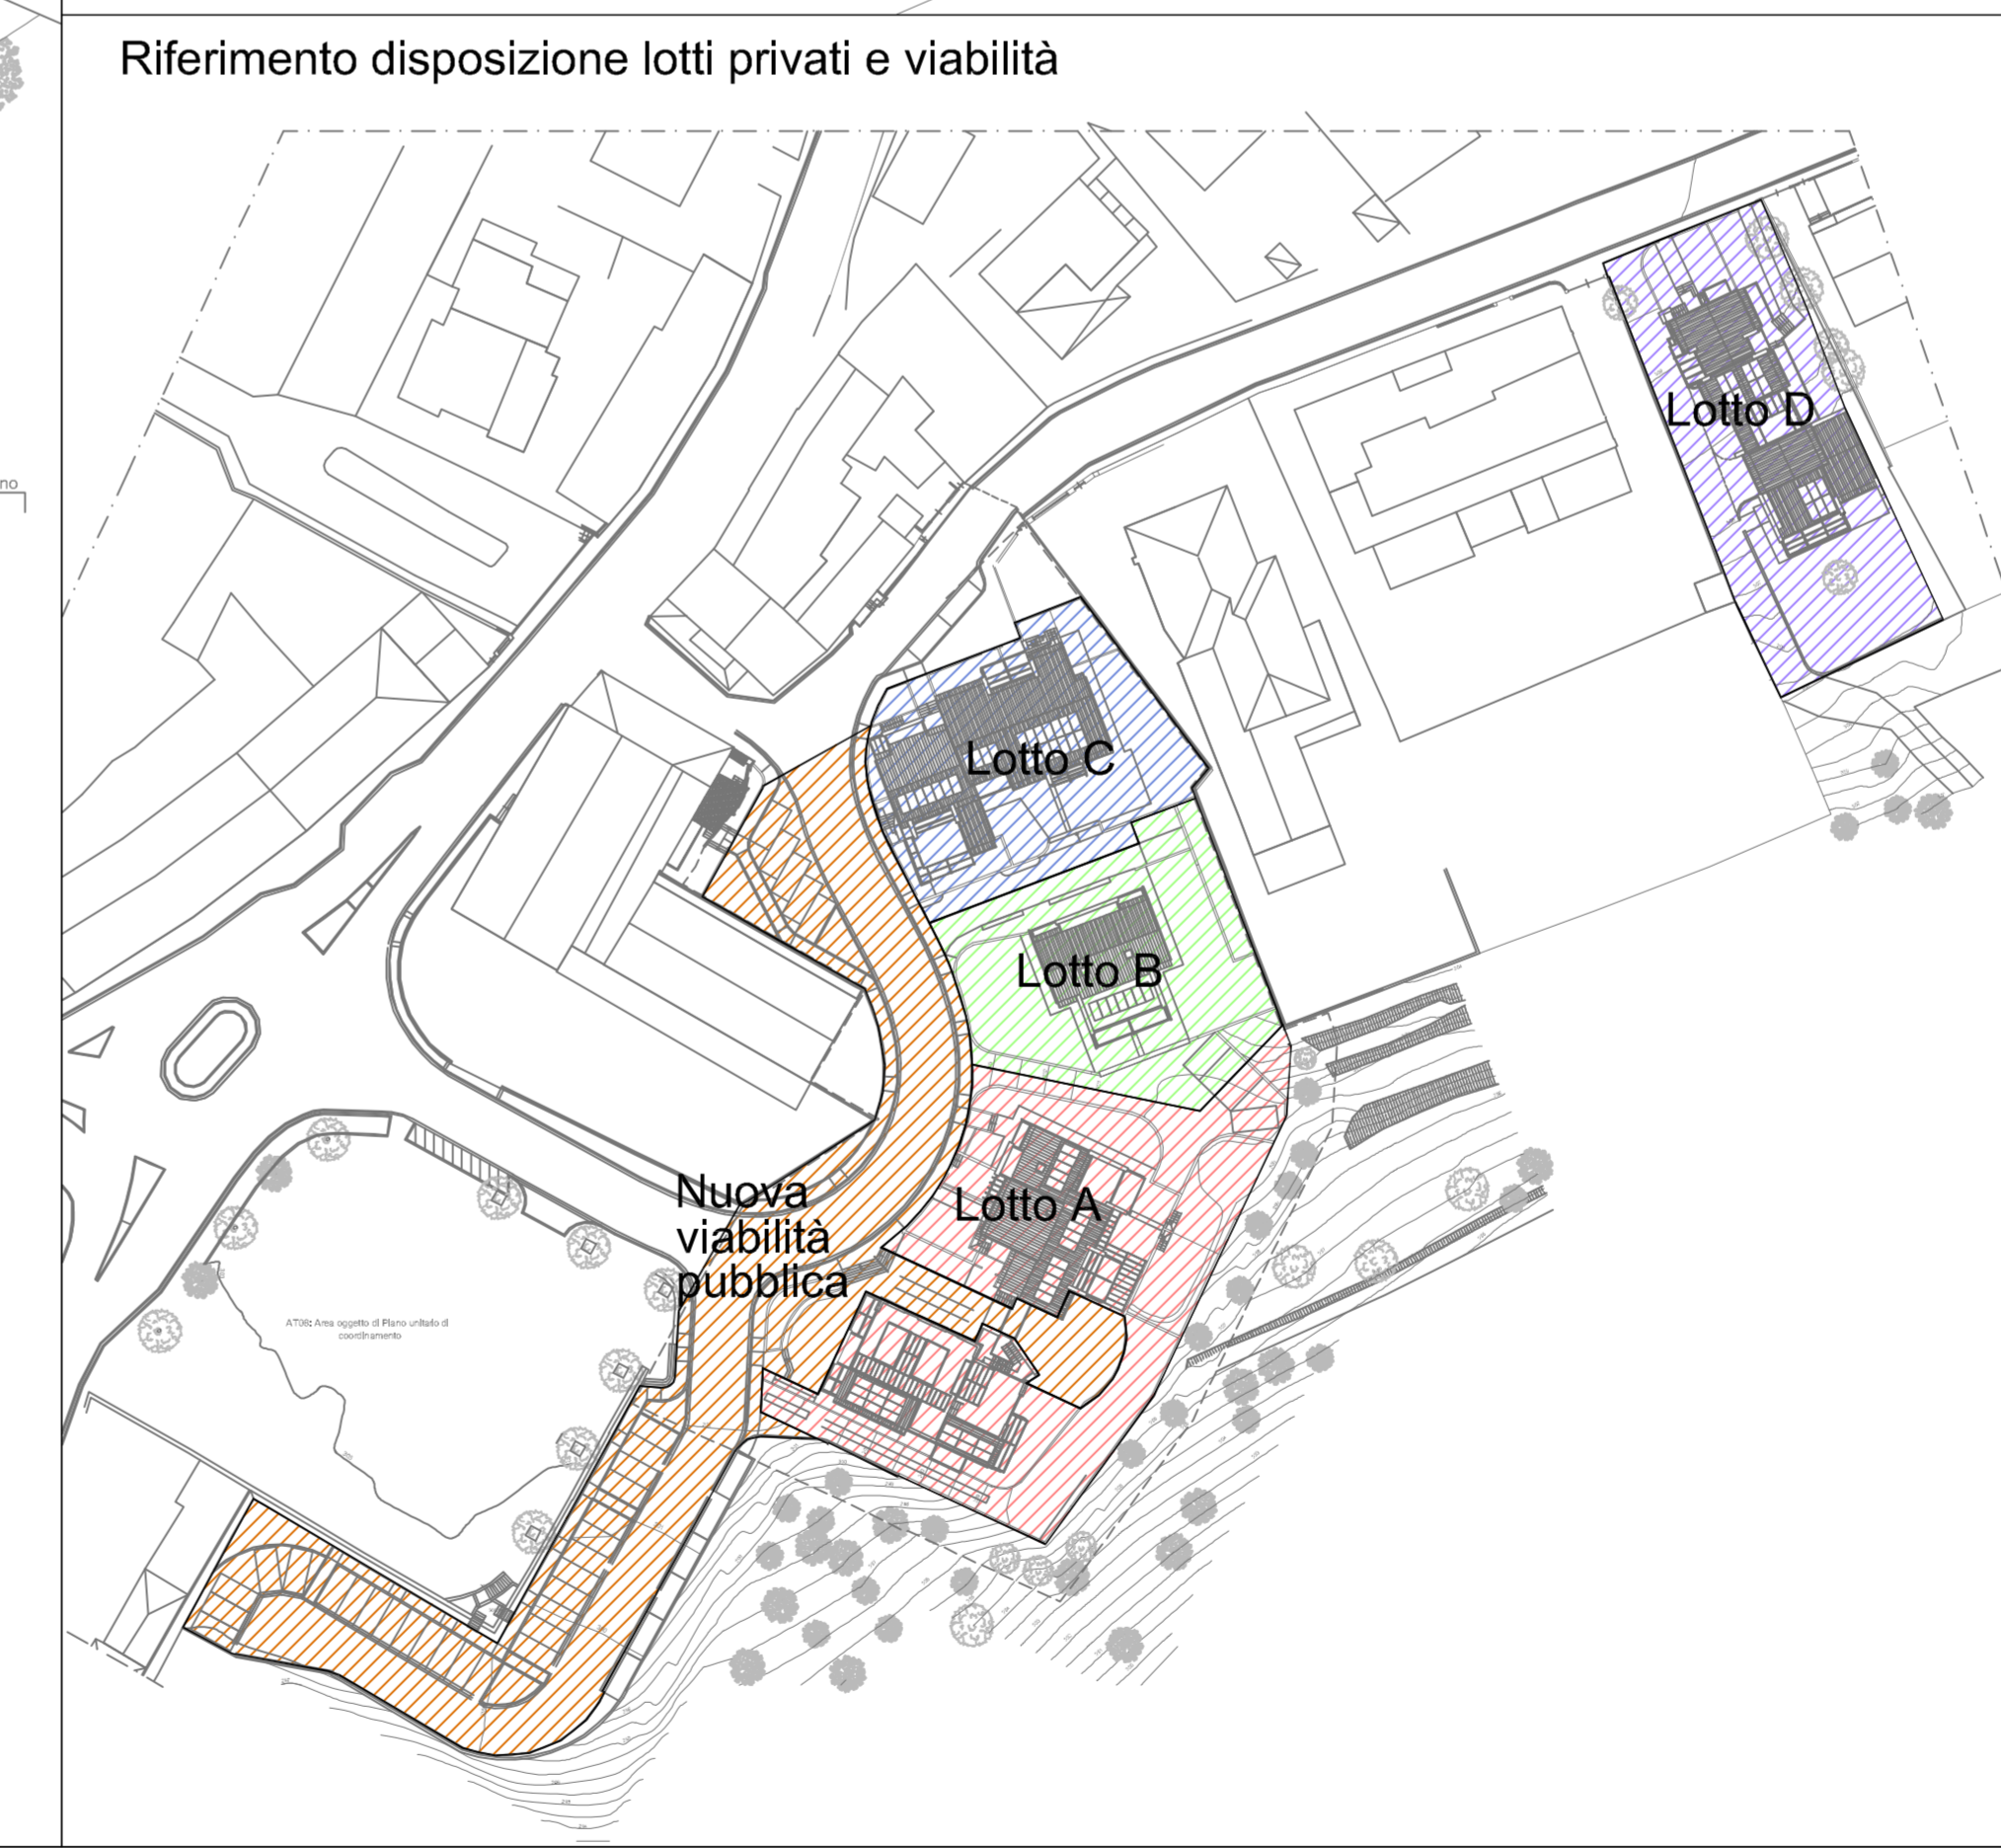 Riferimento disposizione lotti privati e viabilità
Lotto D
no
Lotto C
Lotto B
Lotto A
Nuova
viabilità
pubblica
AT08: Area oggetto di Piano unitario di
coordinamento